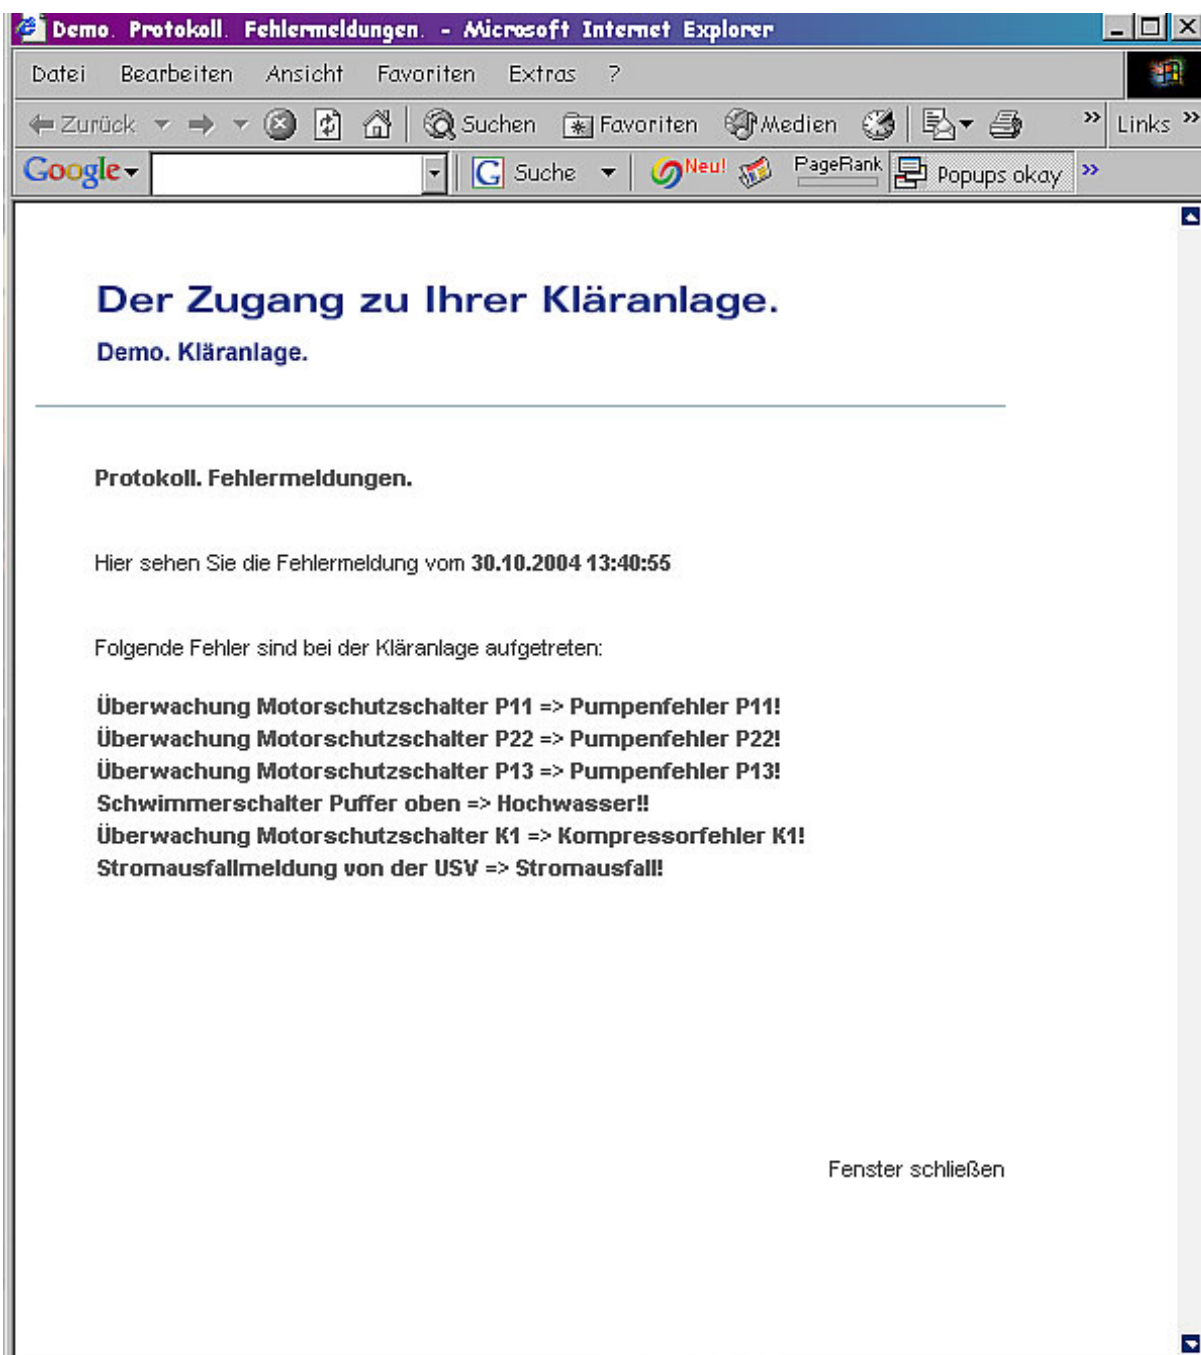 Demo. Protokoll. Fehlermeldungen. - Microsoft Internet Explorer
Datei Bearbeiten Ansicht Favoriten Extras ?
Zurück Suchen Favoriten Medien » Links »
Google Suche Neu! PageRank Popups okay »
Der Zugang zu Ihrer Kläranlage.
Demo. Kläranlage.
Protokoll. Fehlermeldungen.
Hier sehen Sie die Fehlermeldung vom 30.10.2004 13:40:55
Folgende Fehler sind bei der Kläranlage aufgetreten:
Überwachung Motorschutzschalter P11 => Pumpenfehler P11!
Überwachung Motorschutzschalter P22 => Pumpenfehler P22!
Überwachung Motorschutzschalter P13 => Pumpenfehler P13!
Schwimmerschalter Puffer oben => Hochwasser!!
Überwachung Motorschutzschalter K1 => Kompressorfehler K1!
Stromausfallmeldung von der USV => Stromausfall!
Fenster schließen